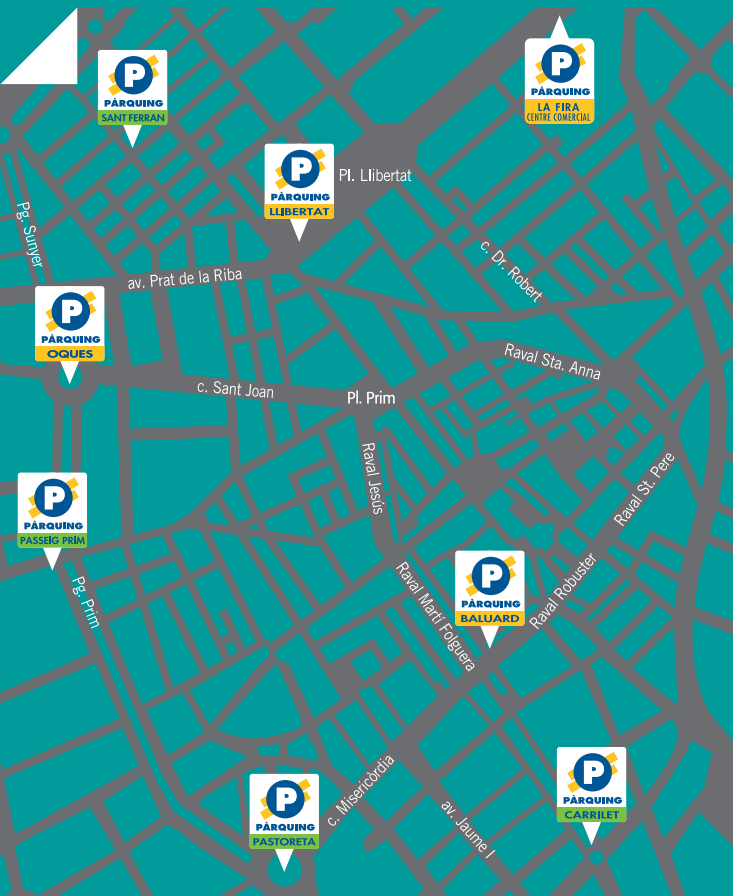 P
PÀRQUING
LA FIRA
CENTRE COMERCIAL
P
PÀRQUING
SANT FERRAN
P
PÀRQUING
LLIBERTAT
Pl. Llibertat
Pg. Sunyer
c. Dr. Robert
av. Prat de la Riba
P
PÀRQUING
OQUES
Raval Sta. Anna
c. Sant Joan
Pl. Prim
Raval Jesús
Raval St. Pere
P
PÀRQUING
PASSEIG PRIM
Pg. Prim
Raval Martí Folguera
P
PÀRQUING
BALUARD
Raval Robuster
P
PÀRQUING
CARRILET
P
PÀRQUING
PASTORETA
c. Misericòrdia
av. Jaume I